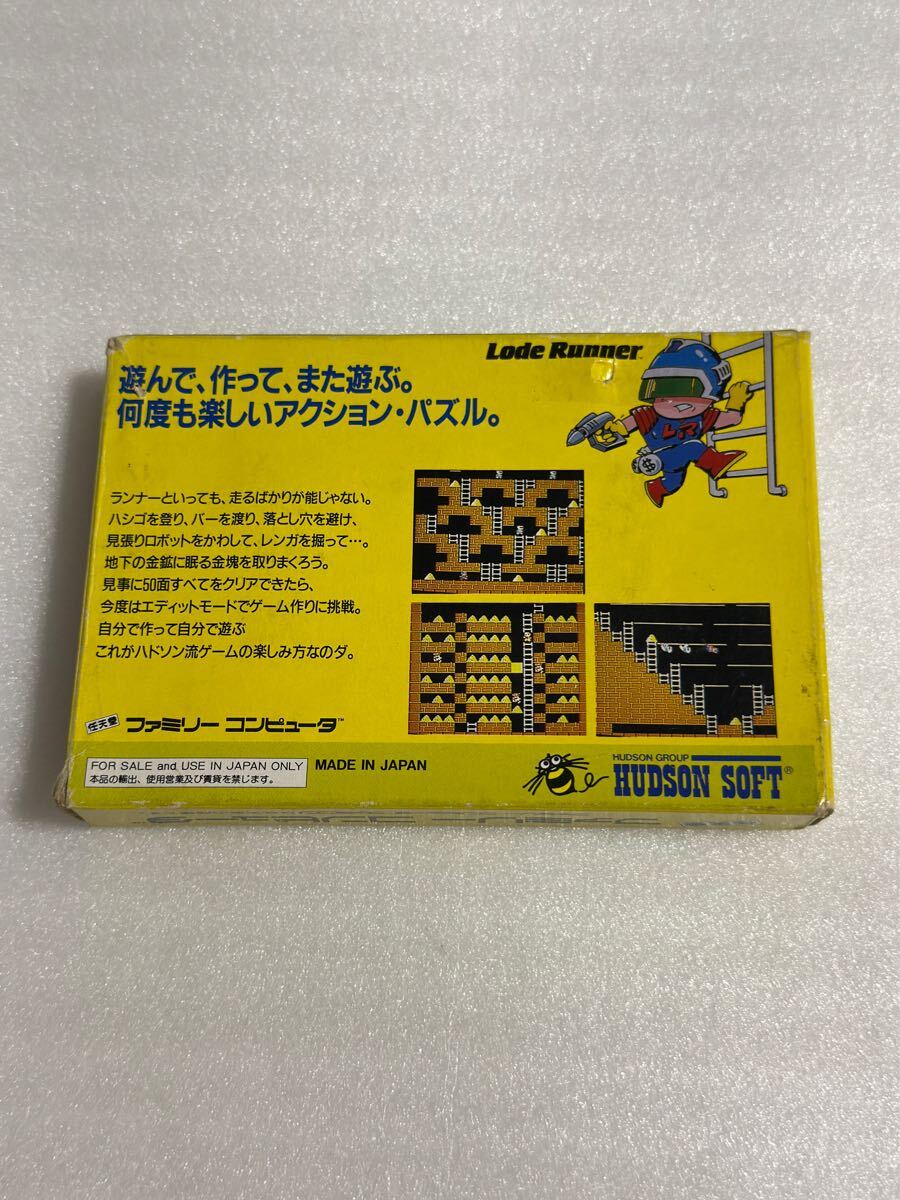 Lode Runner™
遊んで、作って、また遊ぶ。
何度も楽しいアクション・パズル。
LR
$
ランナーといっても、走るばかりが能じゃない。
ハシゴを登り、バーを渡り、落とし穴を避け、
見張りロボットをかわして、レンガを掘って…。
地下の金鉱に眠る金塊を取りまくろう。
見事に50面すべてをクリアできたら、
今度はエディットモードでゲーム作りに挑戦。
自分で作って自分で遊ぶ
これがハドソン流ゲームの楽しみ方なのダ。
任天堂 ファミリー コンピュータ™
FOR SALE and USE IN JAPAN ONLY
本品の輸出、使用営業及び賃貸を禁じます。
MADE IN JAPAN
HUDSON GROUP
HUDSON SOFT®